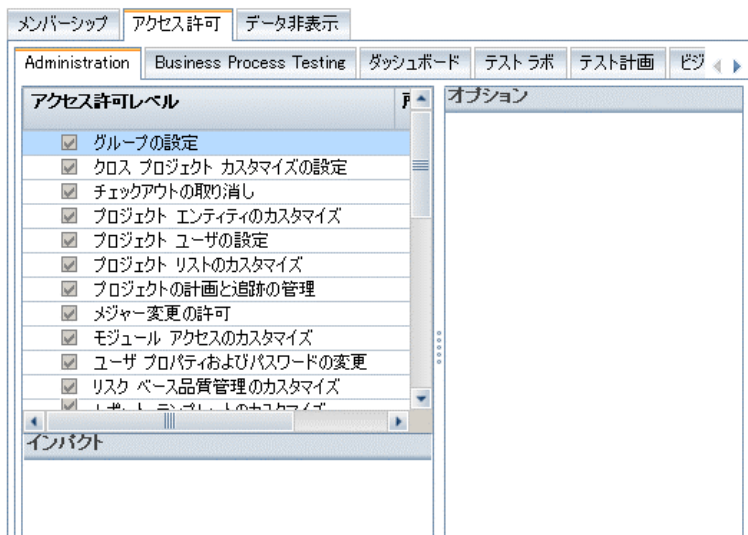 メンバーシップ アクセス許可 データ非表示
Administration Business Process Testing ダッシュボード テスト ラボ テスト計画 ビジ
アクセス許可レベル
オプション
グループの設定
クロス プロジェクト カスタマイズの設定
チェックアウトの取り消し
プロジェクト エンティティのカスタマイズ
プロジェクト ユーザの設定
プロジェクト リストのカスタマイズ
プロジェクトの計画と追跡の管理
メジャー変更の許可
モジュール アクセスのカスタマイズ
ユーザ プロパティおよびパスワードの変更
リスク ベース品質管理のカスタマイズ
インパクト